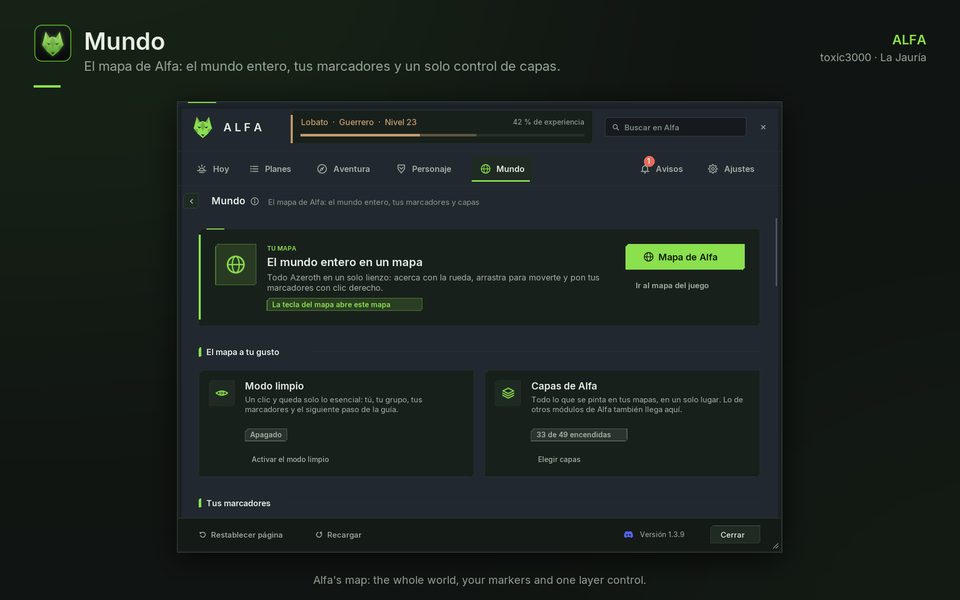 Mundo
El mapa de Alfa: el mundo entero, tus marcadores y un solo control de capas.
ALFA
toxic3000 · La Jauría
ALFA
Lobato · Guerrero · Nivel 23
42 % de experiencia
Buscar en Alfa
Hoy
Planes
Aventura
Personaje
Mundo
1
Avisos
Ajustes
Mundo
El mapa de Alfa: el mundo entero, tus marcadores y capas
TU MAPA
El mundo entero en un mapa
Todo Azeroth en un solo lienzo: acerca con la rueda, arrastra para moverte y pon tus
marcadores con clic derecho.
La tecla del mapa abre este mapa
Mapa de Alfa
Ir al mapa del juego
El mapa a tu gusto
Modo limpio
Un clic y queda solo lo esencial: tú, tu grupo, tus
marcadores y el siguiente paso de la guía.
Apagado
Activar el modo limpio
Capas de Alfa
Todo lo que se pinta en tus mapas, en un solo lugar. Lo de
otros módulos de Alfa también llega aquí.
33 de 49 encendidas
Elegir capas
Tus marcadores
Restablecer página
Recargar
Versión 1.3.9
Cerrar
Alfa's map: the whole world, your markers and one layer control.